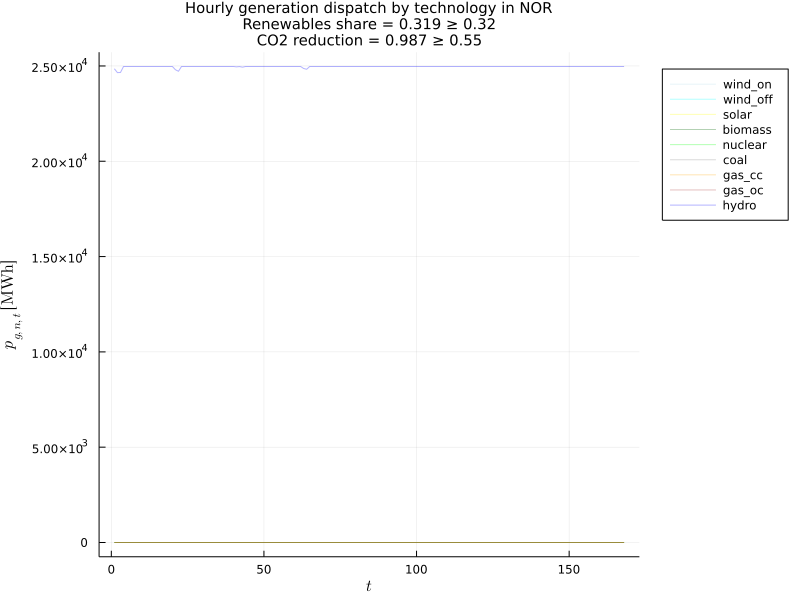 Hourly generation dispatch by technology in NOR
Renewables share = 0.319 ≥ 0.32
CO2 reduction = 0.987 ≥ 0.55
2.50×10⁴
2.00×10⁴
1.50×10⁴
1.00×10⁴
5.00×10³
0
p_{g,n,t} [MWh]
0 50 100 150
t
wind_on
wind_off
solar
biomass
nuclear
coal
gas_cc
gas_oc
hydro